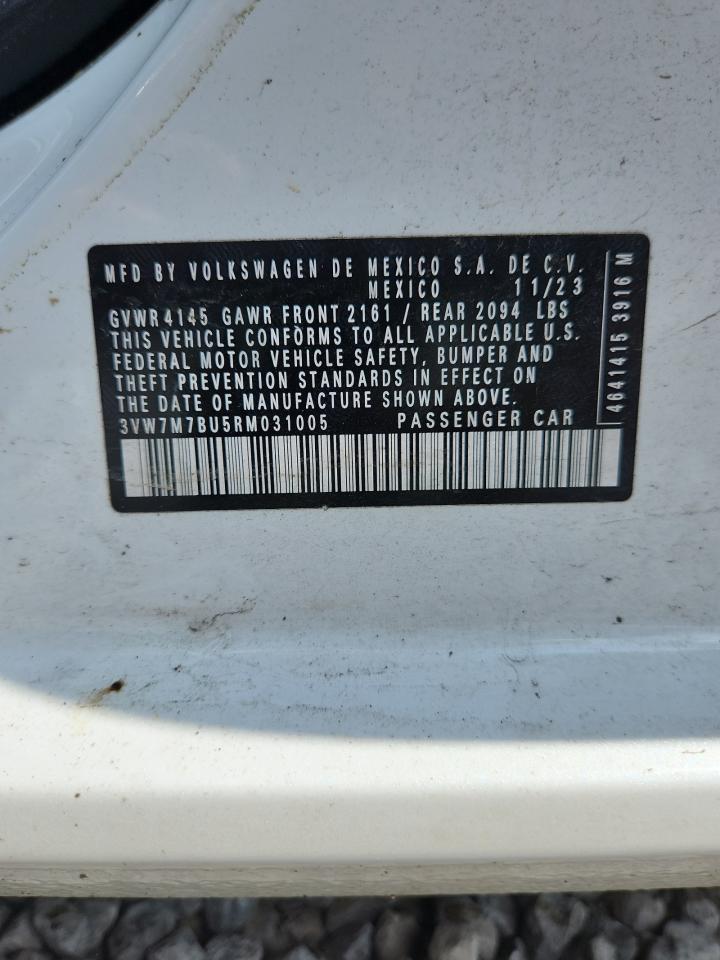 MFD BY VOLKSWAGEN DE MEXICO S.A. DE C.V.
MEXICO 11/23
GVWR 4145 GAWR FRONT 2161 / REAR 2094 LBS
THIS VEHICLE CONFORMS TO ALL APPLICABLE U.S.
FEDERAL MOTOR VEHICLE SAFETY, BUMPER AND
THEFT PREVENTION STANDARDS IN EFFECT ON
THE DATE OF MANUFACTURE SHOWN ABOVE.
3VW7M7BU5RM031005 PASSENGER CAR
4641415 3916 M